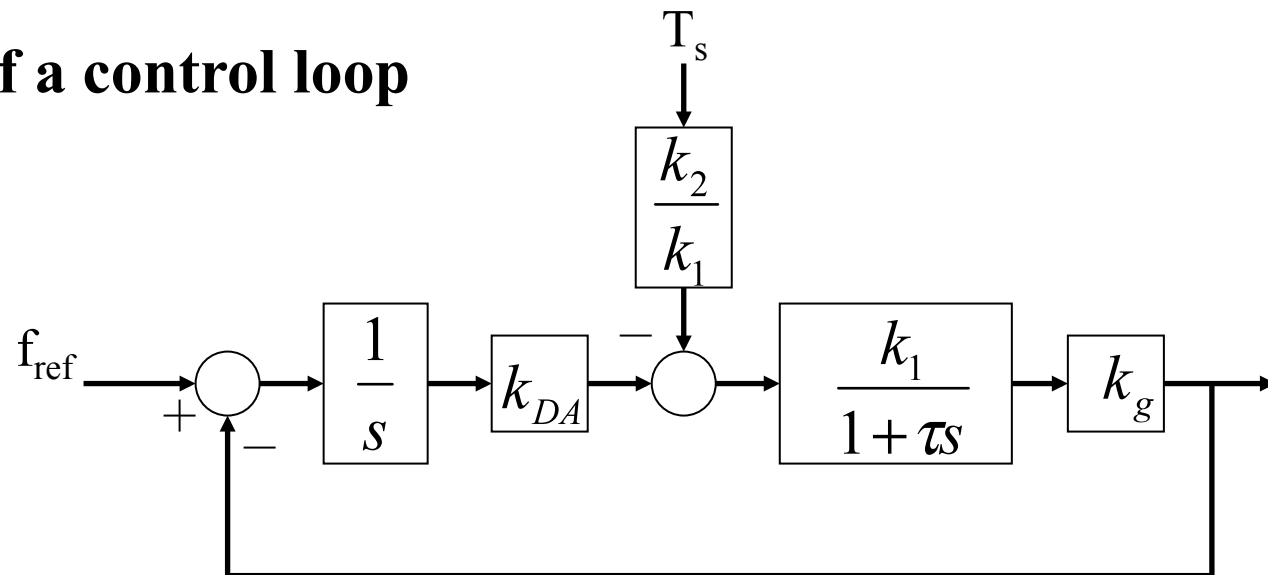 f a control loop
T_s
k_2
k_1
f_ref
+
−
1
s
k_DA
−
k_1
1 + τs
k_g